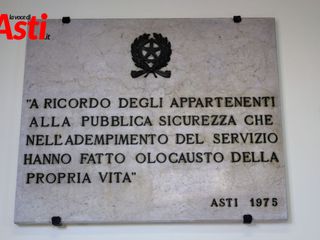 la voce di
Asti.it
"A RICORDO DEGLI APPARTENENTI
ALLA PUBBLICA SICUREZZA CHE
NELL'ADEMPIMENTO DEL SERVIZIO
HANNO FATTO OLOCAUSTO DELLA
PROPRIA VITA"
ASTI 1975